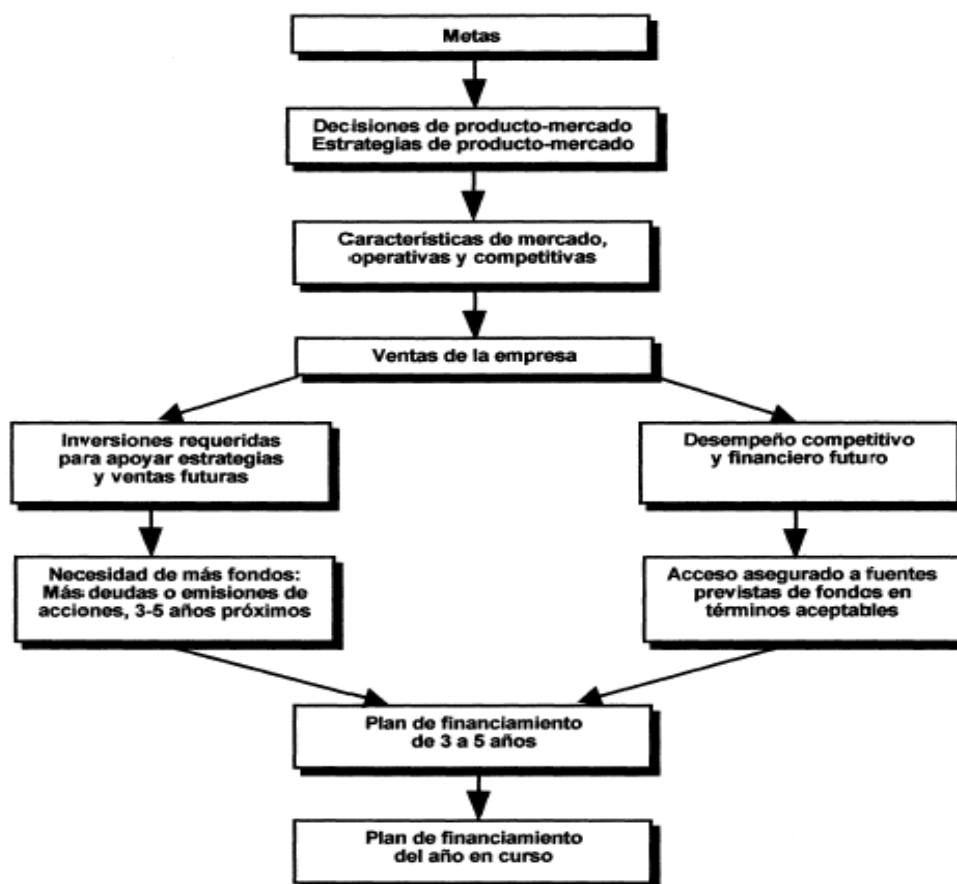 Metas
Decisiones de producto-mercado
Estrategias de producto-mercado
Características de mercado,
operativas y competitivas
Ventas de la empresa
Inversiones requeridas
para apoyar estrategias
y ventas futuras
Desempeño competitivo
y financiero futuro
Necesidad de más fondos:
Más deudas o emisiones de
acciones, 3-5 años próximos
Acceso asegurado a fuentes
previstas de fondos en
términos aceptables
Plan de financiamiento
de 3 a 5 años
Plan de financiamiento
del año en curso